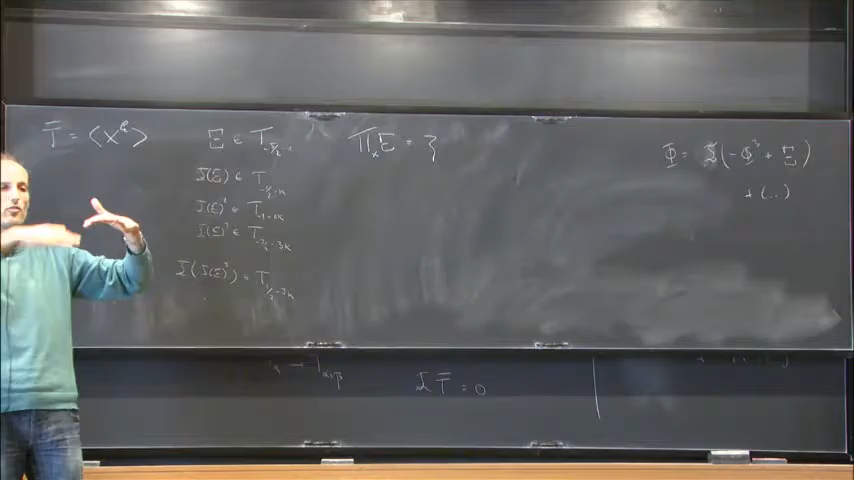 T̄ = ⟨X^k⟩
Ξ ∈ T_{-5/2-}
Π_x Ξ = ξ
Φ = I(-Φ³ + Ξ)
+ (...)
I(Ξ) ∈ T_{-1/2-κ}
I(Ξ)² ∈ T_{-1-2κ}
I(Ξ)³ ∈ T_{-3/2-3κ}
I(I(Ξ)³) ∈ T_{1/2-3κ}
I T̄ = 0